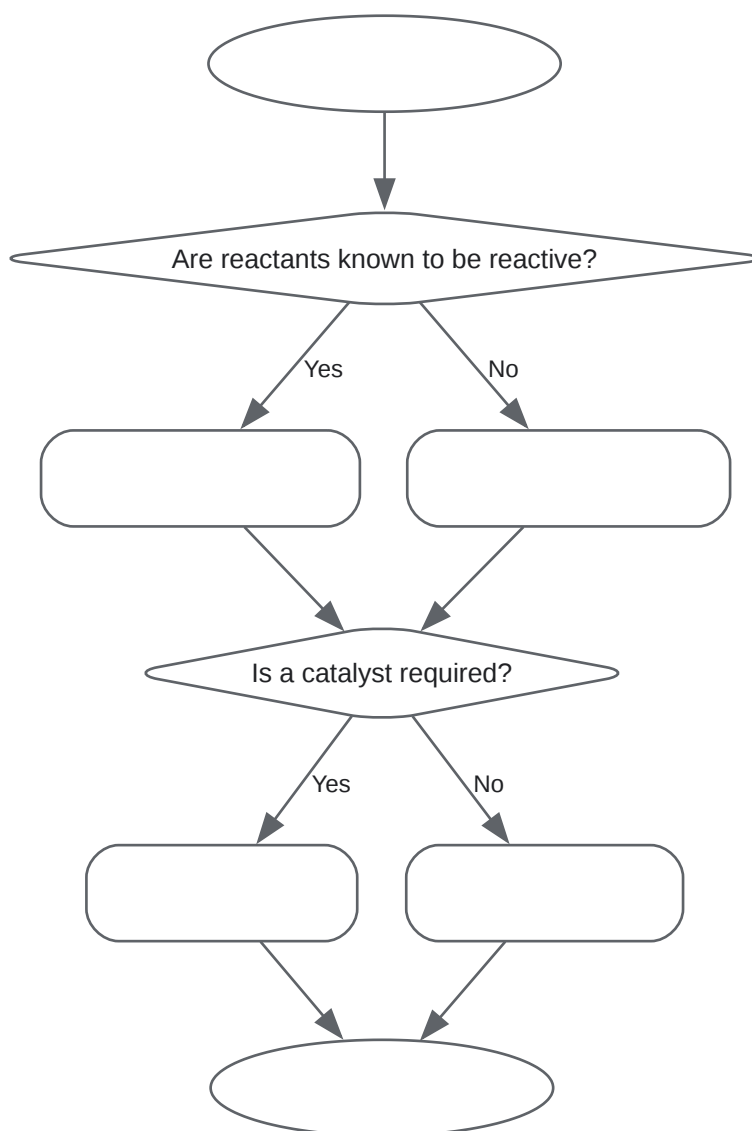 Are reactants known to be reactive?
Yes
No
Is a catalyst required?
Yes
No